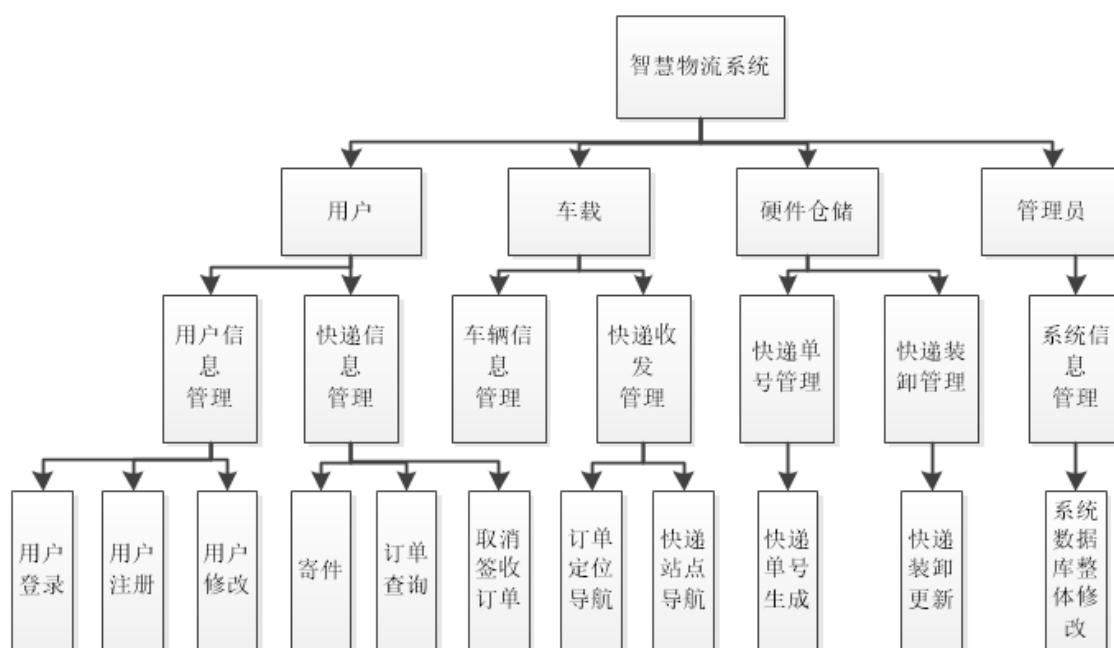 智慧物流系统
用户
车载
硬件仓储
管理员
用户信
息
管理
快递信
息
管理
车辆信
息
管理
快递收
发
管理
快递单
号管理
快递装
卸管理
系统信
息
管理
用户
登录
用户
注册
用户
修改
寄件
订单
查询
取消
签收
订单
订单
定位
导航
快递
站点
导航
快递
单号
生成
快递
装卸
更新
系统
数据
库整
体修
改